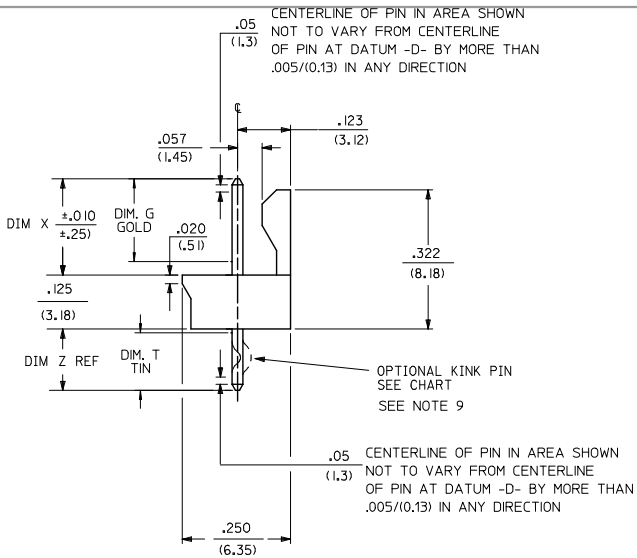 .05
(1.3)
CENTERLINE OF PIN IN AREA SHOWN
NOT TO VARY FROM CENTERLINE
OF PIN AT DATUM -D- BY MORE THAN
.005/(0.13) IN ANY DIRECTION
℄
.123
(3.12)
.057
(1.45)
DIM X ±.010
±.25)
DIM. G
GOLD
.020
(.51)
.322
(8.18)
.125
(3.18)
DIM Z REF
DIM. T
TIN
OPTIONAL KINK PIN
SEE CHART
SEE NOTE 9
.05
(1.3)
CENTERLINE OF PIN IN AREA SHOWN
NOT TO VARY FROM CENTERLINE
OF PIN AT DATUM -D- BY MORE THAN
.005/(0.13) IN ANY DIRECTION
.250
(6.35)